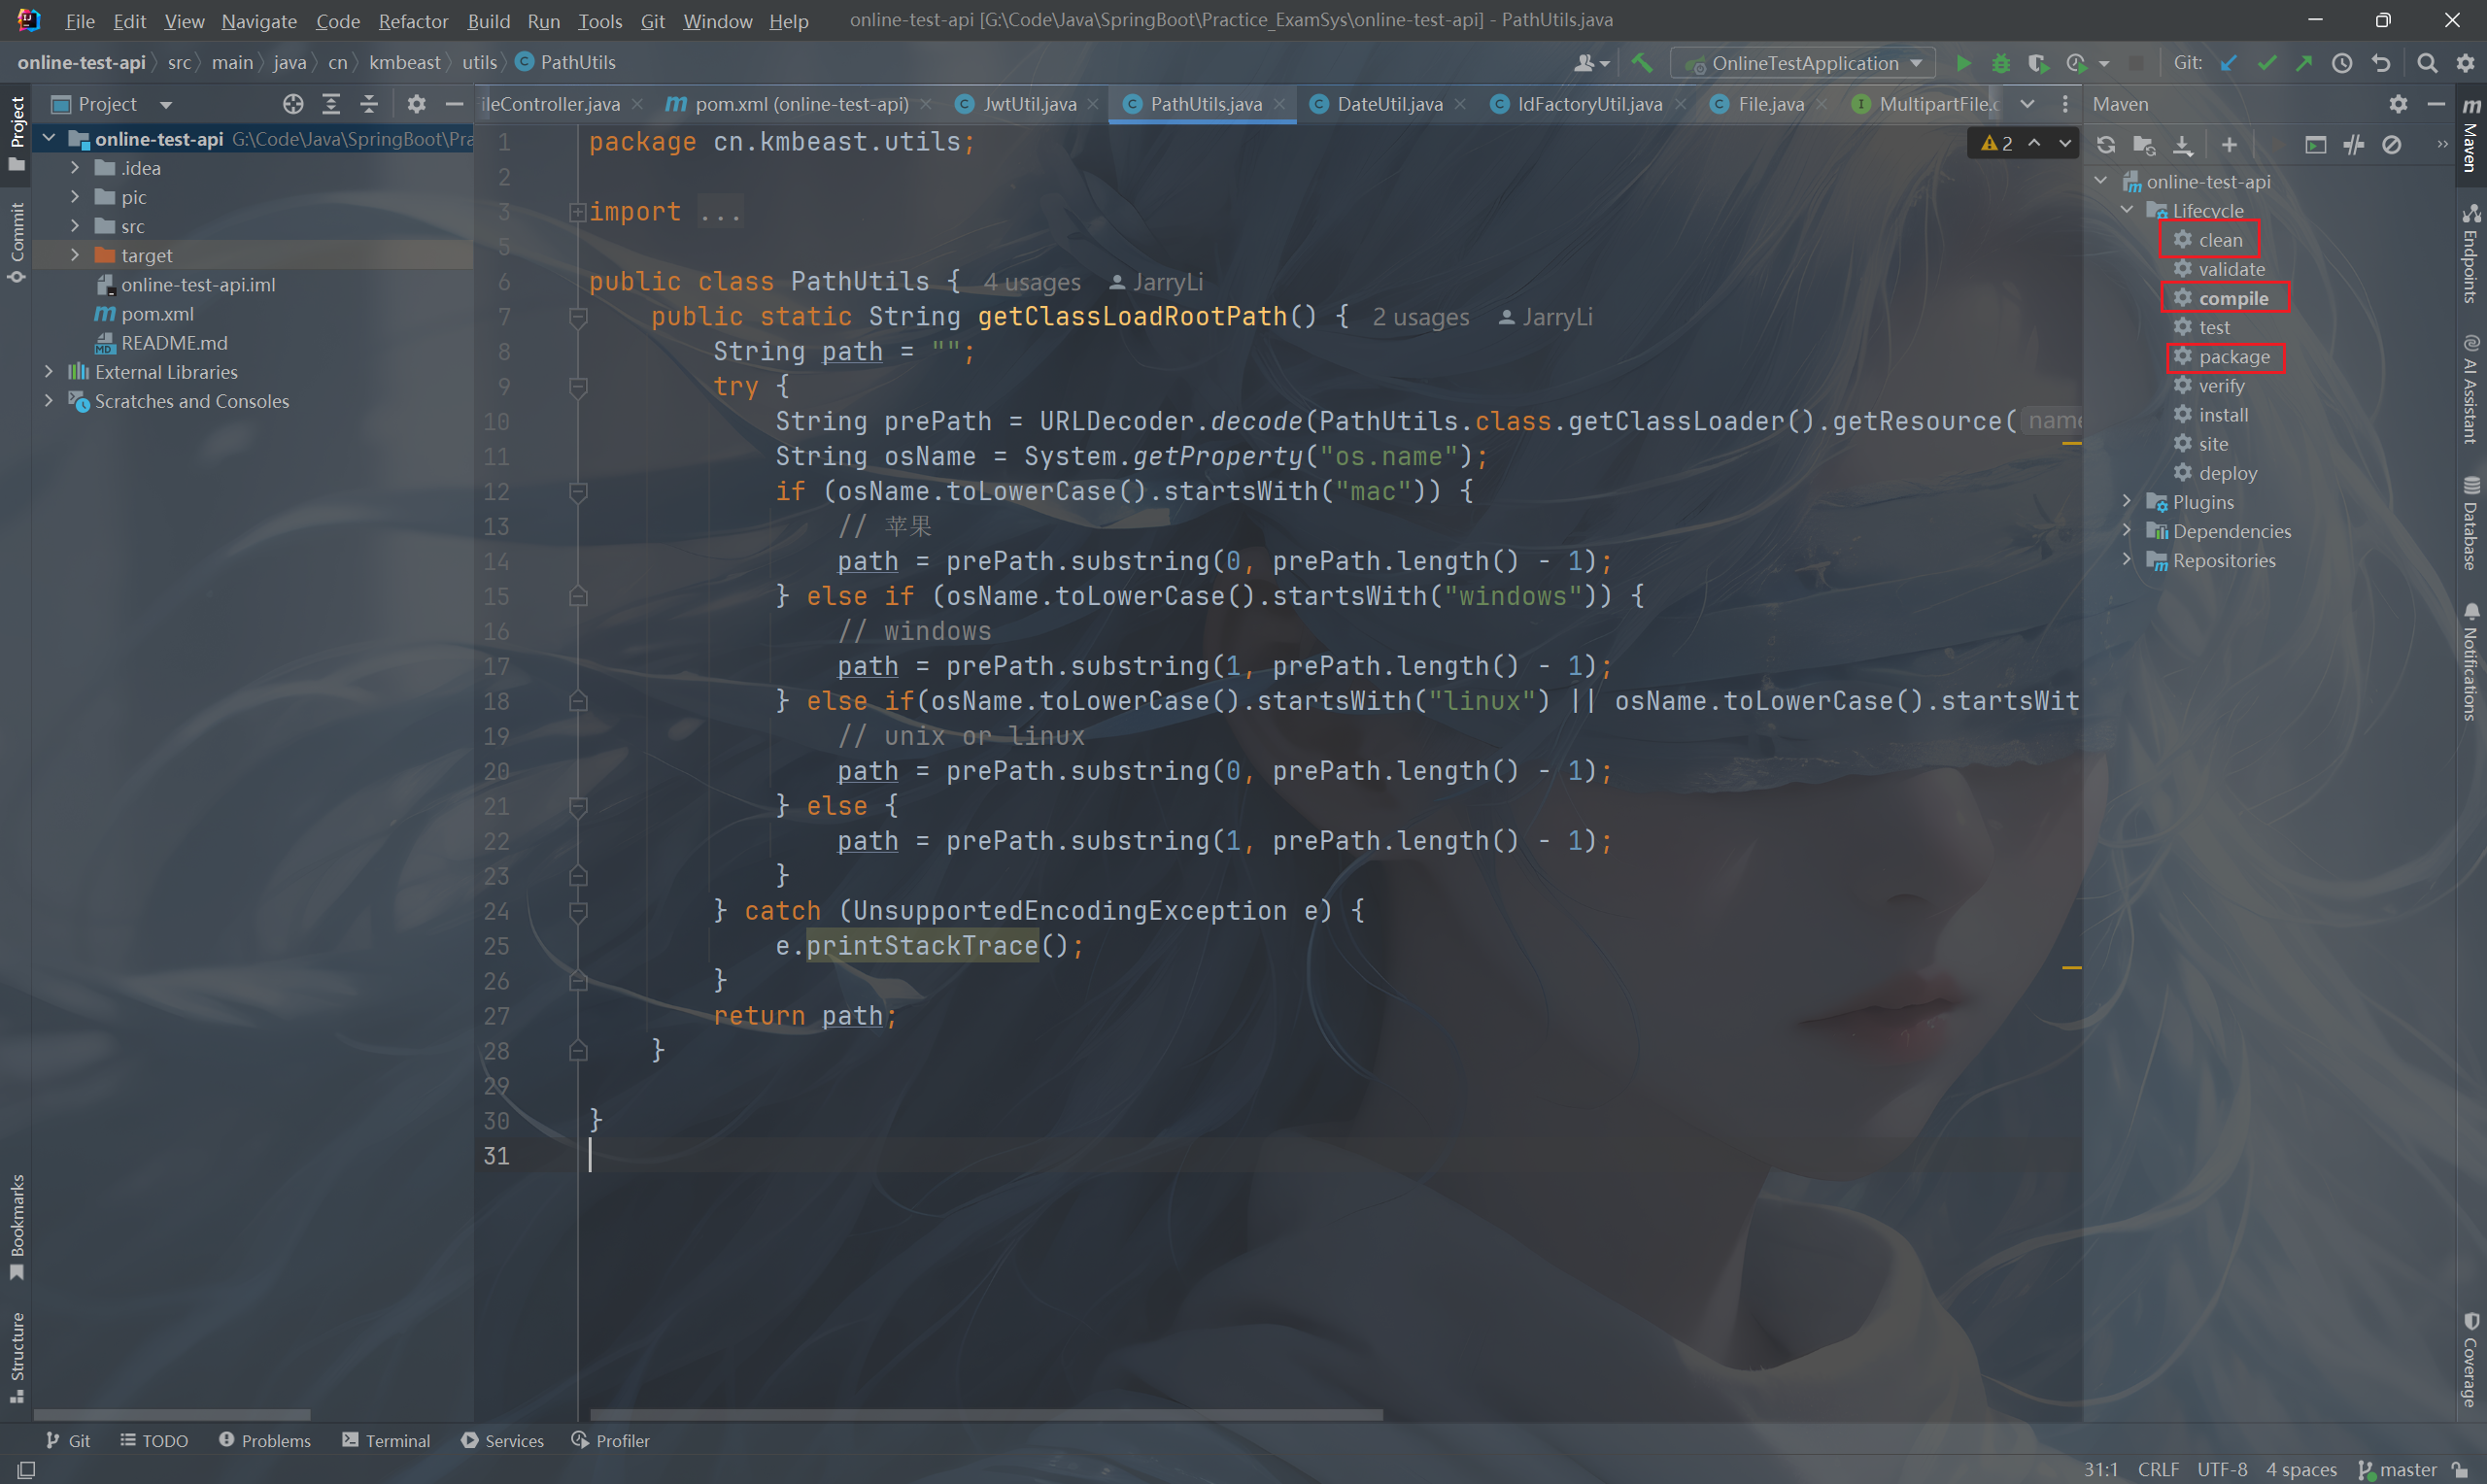 File Edit View Navigate Code Refactor Build Run Tools Git Window Help online-test-api [G:\Code\Java\SpringBoot\Practice_ExamSys\online-test-api] - PathUtils.java
online-test-api src main java cn kmbeast utils PathUtils
OnlineTestApplication Git:
Project
ileController.java pom.xml (online-test-api) JwtUtil.java PathUtils.java DateUtil.java IdFactoryUtil.java File.java MultipartFile.c
Maven
Project
Commit
Bookmarks
Structure
online-test-api G:\Code\Java\SpringBoot\Pra
.idea
pic
src
target
online-test-api.iml
pom.xml
README.md
External Libraries
Scratches and Consoles
1 package cn.kmbeast.utils;
2
3 import ...
5
6 public class PathUtils { 4 usages JarryLi
7 public static String getClassLoadRootPath() { 2 usages JarryLi
8 String path = "";
9 try {
10 String prePath = URLDecoder.decode(PathUtils.class.getClassLoader().getResource( name
11 String osName = System.getProperty("os.name");
12 if (osName.toLowerCase().startsWith("mac")) {
13 // 苹果
14 path = prePath.substring(0, prePath.length() - 1);
15 } else if (osName.toLowerCase().startsWith("windows")) {
16 // windows
17 path = prePath.substring(1, prePath.length() - 1);
18 } else if(osName.toLowerCase().startsWith("linux") || osName.toLowerCase().startsWit
19 // unix or linux
20 path = prePath.substring(0, prePath.length() - 1);
21 } else {
22 path = prePath.substring(1, prePath.length() - 1);
23 }
24 } catch (UnsupportedEncodingException e) {
25 e.printStackTrace();
26 }
27 return path;
28 }
29
30 }
31
2
online-test-api
Lifecycle
clean
validate
compile
test
package
verify
install
site
deploy
Plugins
Dependencies
Repositories
Maven
Endpoints
AI Assistant
Database
Notifications
Coverage
Git TODO Problems Terminal Services Profiler
31:1 CRLF UTF-8 4 spaces master